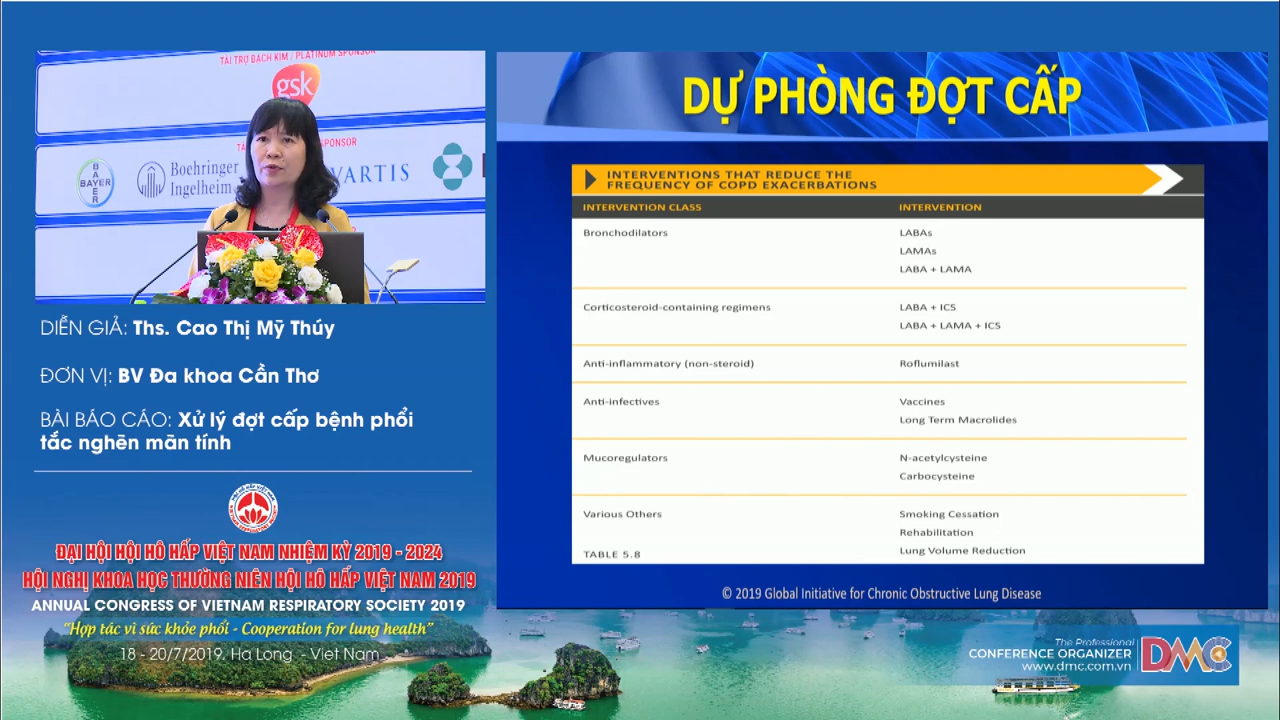 TÀI TRỢ BẠCH KIM / PLATINUM SPONSOR
gsk
SPONSOR
BAYER
BAYER
Boehringer
Ingelheim
VARTIS
DIỄN GIẢ: Ths. Cao Thị Mỹ Thúy
ĐƠN VỊ: BV Đa khoa Cần Thơ
BÀI BÁO CÁO: Xử lý đợt cấp bệnh phổi
tắc nghẽn mãn tính
ĐẠI HỘI HỘI HÔ HẤP VIỆT NAM NHIỆM KỲ 2019 - 2024
HỘI NGHỊ KHOA HỌC THƯỜNG NIÊN HỘI HÔ HẤP VIỆT NAM 2019
ANNUAL CONGRESS OF VIETNAM RESPIRATORY SOCIETY 2019
"Hợp tác vì sức khỏe phổi - Cooperation for lung health"
18 - 20/7/2019. Ha Long - Viet Nam
DỰ PHÒNG ĐỢT CẤP
INTERVENTIONS THAT REDUCE THE
FREQUENCY OF COPD EXACERBATIONS
INTERVENTION CLASS INTERVENTION
Bronchodilators LABAs
LAMAs
LABA + LAMA
Corticosteroid-containing regimens LABA + ICS
LABA + LAMA + ICS
Anti-inflammatory (non-steroid) Roflumilast
Anti-infectives Vaccines
Long Term Macrolides
Mucoregulators N-acetylcysteine
Carbocysteine
Various Others Smoking Cessation
Rehabilitation
TABLE 5.8 Lung Volume Reduction
© 2019 Global Initiative for Chronic Obstructive Lung Disease
The Professional
CONFERENCE ORGANIZER
www.dmc.com.vn
DMC